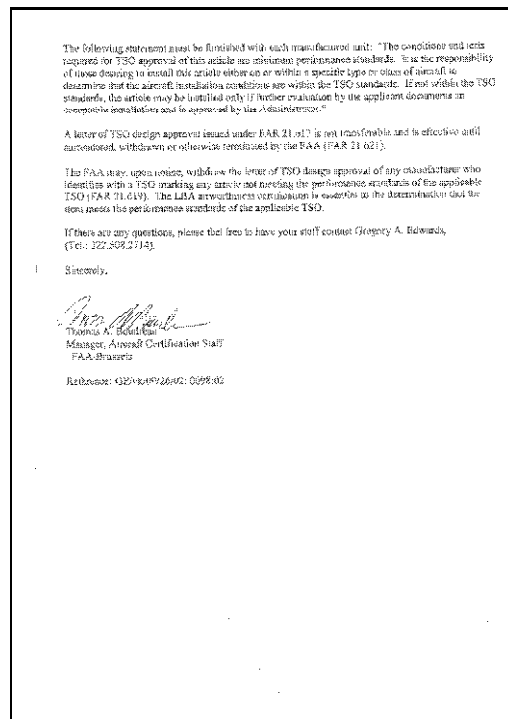 The following statement must be furnished with each manufactured unit: "The conditions and tests
required for TSO approval of this article are minimum performance standards. It is the responsibility
of those desiring to install this article either on or within a specific type or class of aircraft to
determine that the aircraft installation conditions are within the TSO standards. If not within the TSO
standards, the article may be installed only if further evaluation by the applicant documents an
acceptable installation and is approved by the Administrator."
A letter of TSO design approval issued under FAR 21.617 is not transferable and is effective until
surrendered, withdrawn or otherwise terminated by the FAA (FAR 21.621).
The FAA may, upon notice, withdraw the letter of TSO design approval of any manufacturer who
identifies with a TSO marking any article not meeting the performance standards of the applicable
TSO (FAR 21.619). The LBA airworthiness certification is essential to the determination that the
item meets the performance standards of the applicable TSO.
If there are any questions, please feel free to have your staff contact Gregory A. Edwards,
(Tel.: 322.508.2714).
Sincerely,
Thomas A. Boudreau
Manager, Aircraft Certification Staff
FAA-Brussels
Reference: